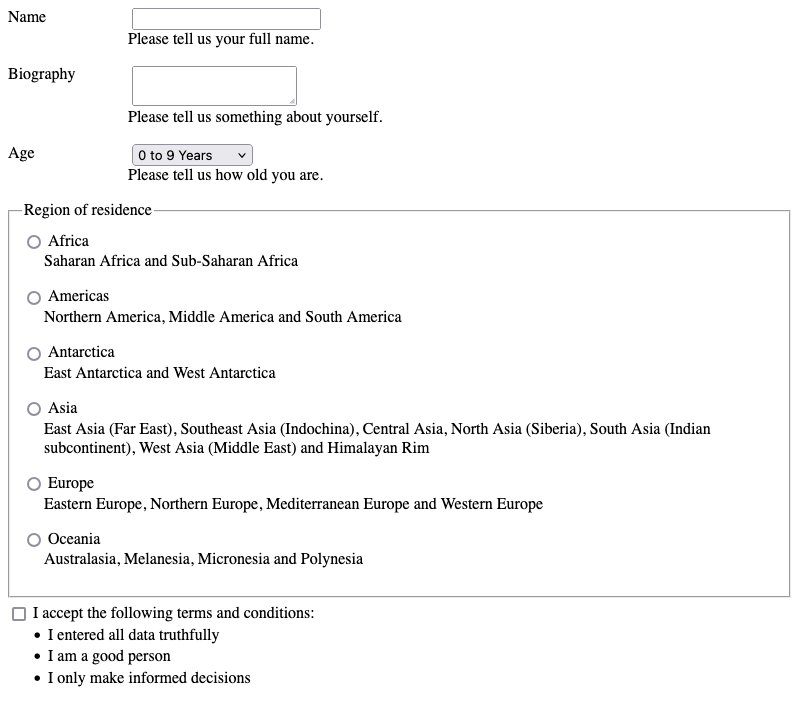 Name
Please tell us your full name.
Biography
Please tell us something about yourself.
Age
0 to 9 Years
Please tell us how old you are.
Region of residence
Africa
Saharan Africa and Sub-Saharan Africa
Americas
Northern America, Middle America and South America
Antarctica
East Antarctica and West Antarctica
Asia
East Asia (Far East), Southeast Asia (Indochina), Central Asia, North Asia (Siberia), South Asia (Indian
subcontinent), West Asia (Middle East) and Himalayan Rim
Europe
Eastern Europe, Northern Europe, Mediterranean Europe and Western Europe
Oceania
Australasia, Melanesia, Micronesia and Polynesia
I accept the following terms and conditions:
• I entered all data truthfully
• I am a good person
• I only make informed decisions